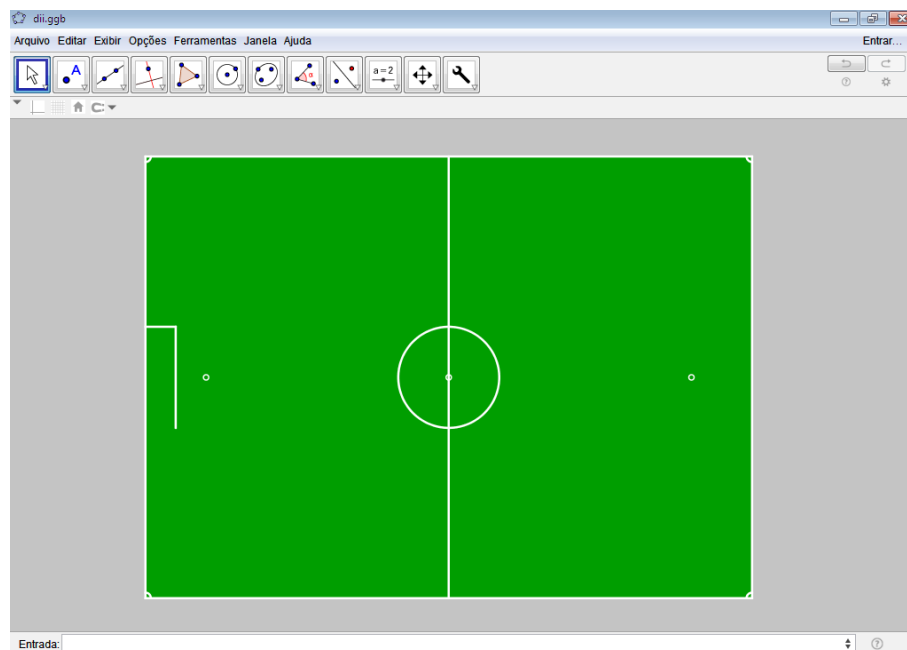 dii.ggb
Arquivo Editar Exibir Opções Ferramentas Janela Ajuda Entrar...
A α a=2
Entrada: